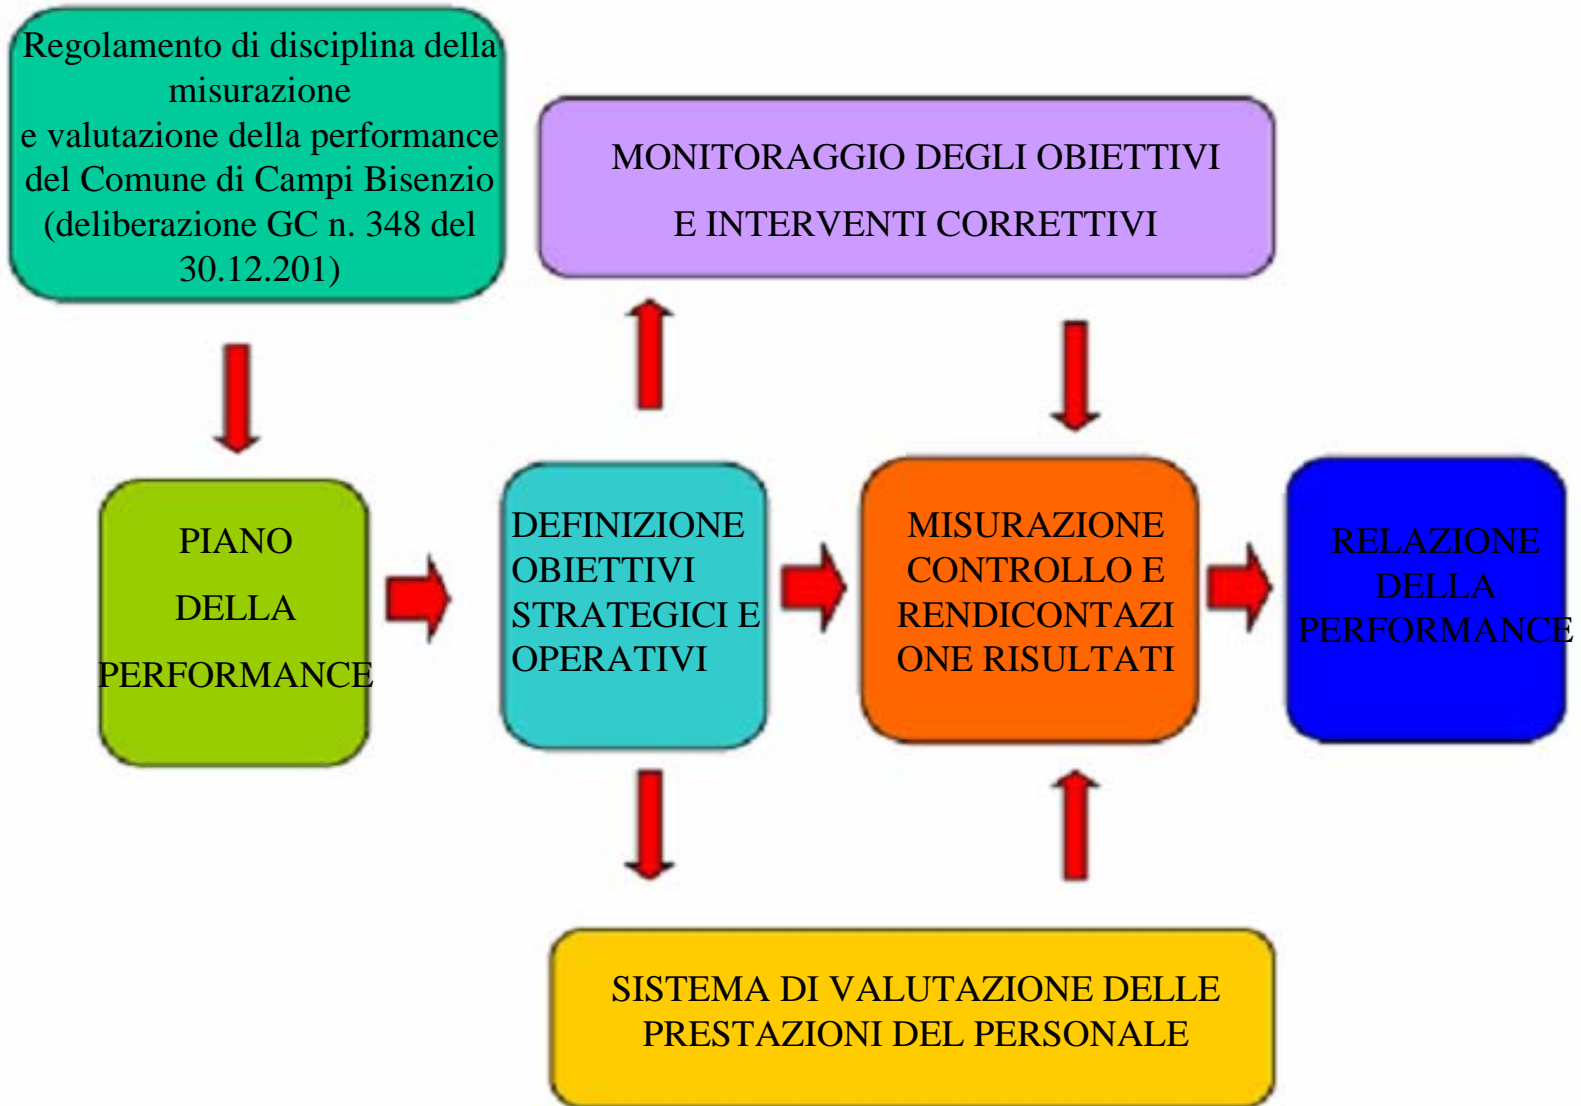 Regolamento di disciplina della
misurazione
e valutazione della performance
del Comune di Campi Bisenzio
(deliberazione GC n. 348 del
30.12.201)
MONITORAGGIO DEGLI OBIETTIVI
E INTERVENTI CORRETTIVI
PIANO
DELLA
PERFORMANCE
DEFINIZIONE
OBIETTIVI
STRATEGICI E
OPERATIVI
MISURAZIONE
CONTROLLO E
RENDICONTAZI
ONE RISULTATI
RELAZIONE
DELLA
PERFORMANCE
SISTEMA DI VALUTAZIONE DELLE
PRESTAZIONI DEL PERSONALE